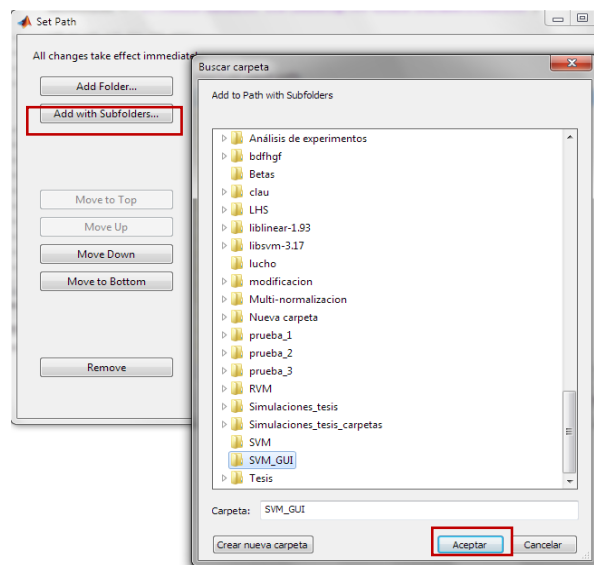 Set Path
All changes take effect immediate
Add Folder...
Add with Subfolders...
Move to Top
Move Up
Move Down
Move to Bottom
Remove
Buscar carpeta
Add to Path with Subfolders
Análisis de experimentos
bdfhgf
Betas
clau
LHS
liblinear-1.93
libsvm-3.17
lucho
modificacion
Multi-normalizacion
Nueva carpeta
prueba_1
prueba_2
prueba_3
RVM
Simulaciones_tesis
Simulaciones_tesis_carpetas
SVM
SVM_GUI
Tesis
Carpeta: SVM_GUI
Crear nueva carpeta Aceptar Cancelar